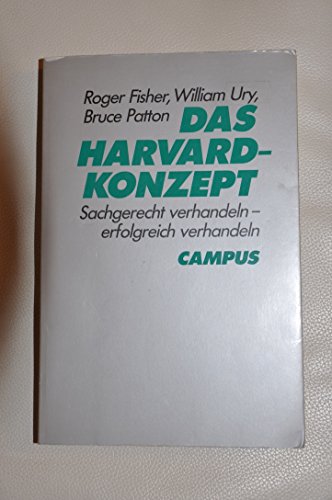 Roger Fisher, William Ury,
Bruce Patton DAS
HARVARD-
KONZEPT
Sachgerecht verhandeln –
erfolgreich verhandeln
CAMPUS